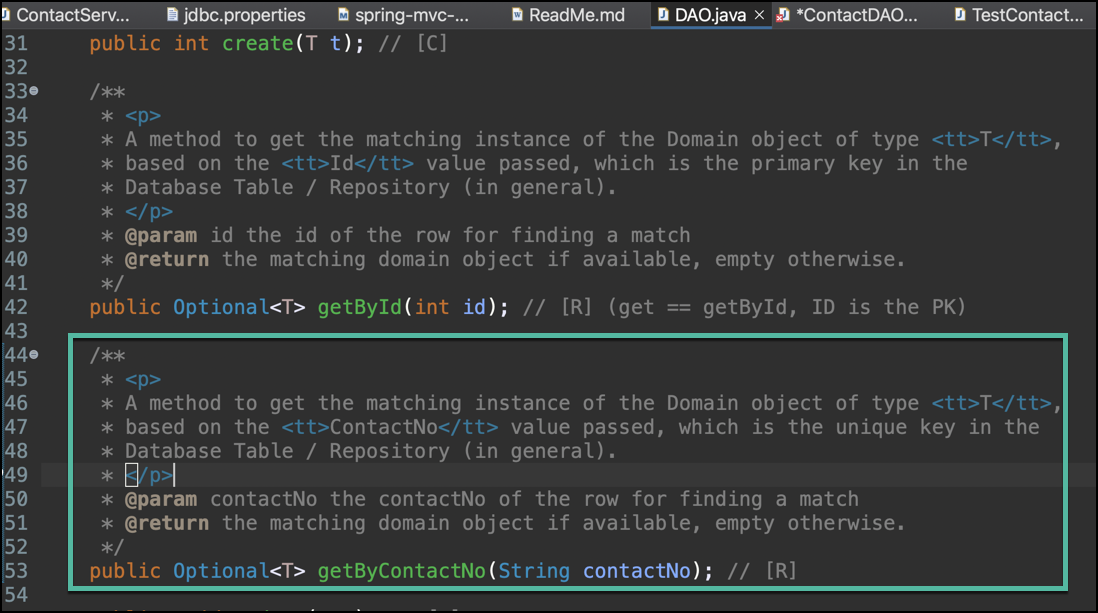 ContactServ... jdbc.properties spring-mvc-... ReadMe.md DAO.java *ContactDAO... TestContact...
31 public int create(T t); // [C]
32
33 /**
34 * <p>
35 * A method to get the matching instance of the Domain object of type <tt>T</tt>,
36 * based on the <tt>Id</tt> value passed, which is the primary key in the
37 * Database Table / Repository (in general).
38 * </p>
39 * @param id the id of the row for finding a match
40 * @return the matching domain object if available, empty otherwise.
41 */
42 public Optional<T> getById(int id); // [R] (get == getById, ID is the PK)
43
44 /**
45 * <p>
46 * A method to get the matching instance of the Domain object of type <tt>T</tt>,
47 * based on the <tt>ContactNo</tt> value passed, which is the unique key in the
48 * Database Table / Repository (in general).
49 * </p>
50 * @param contactNo the contactNo of the row for finding a match
51 * @return the matching domain object if available, empty otherwise.
52 */
53 public Optional<T> getByContactNo(String contactNo); // [R]
54